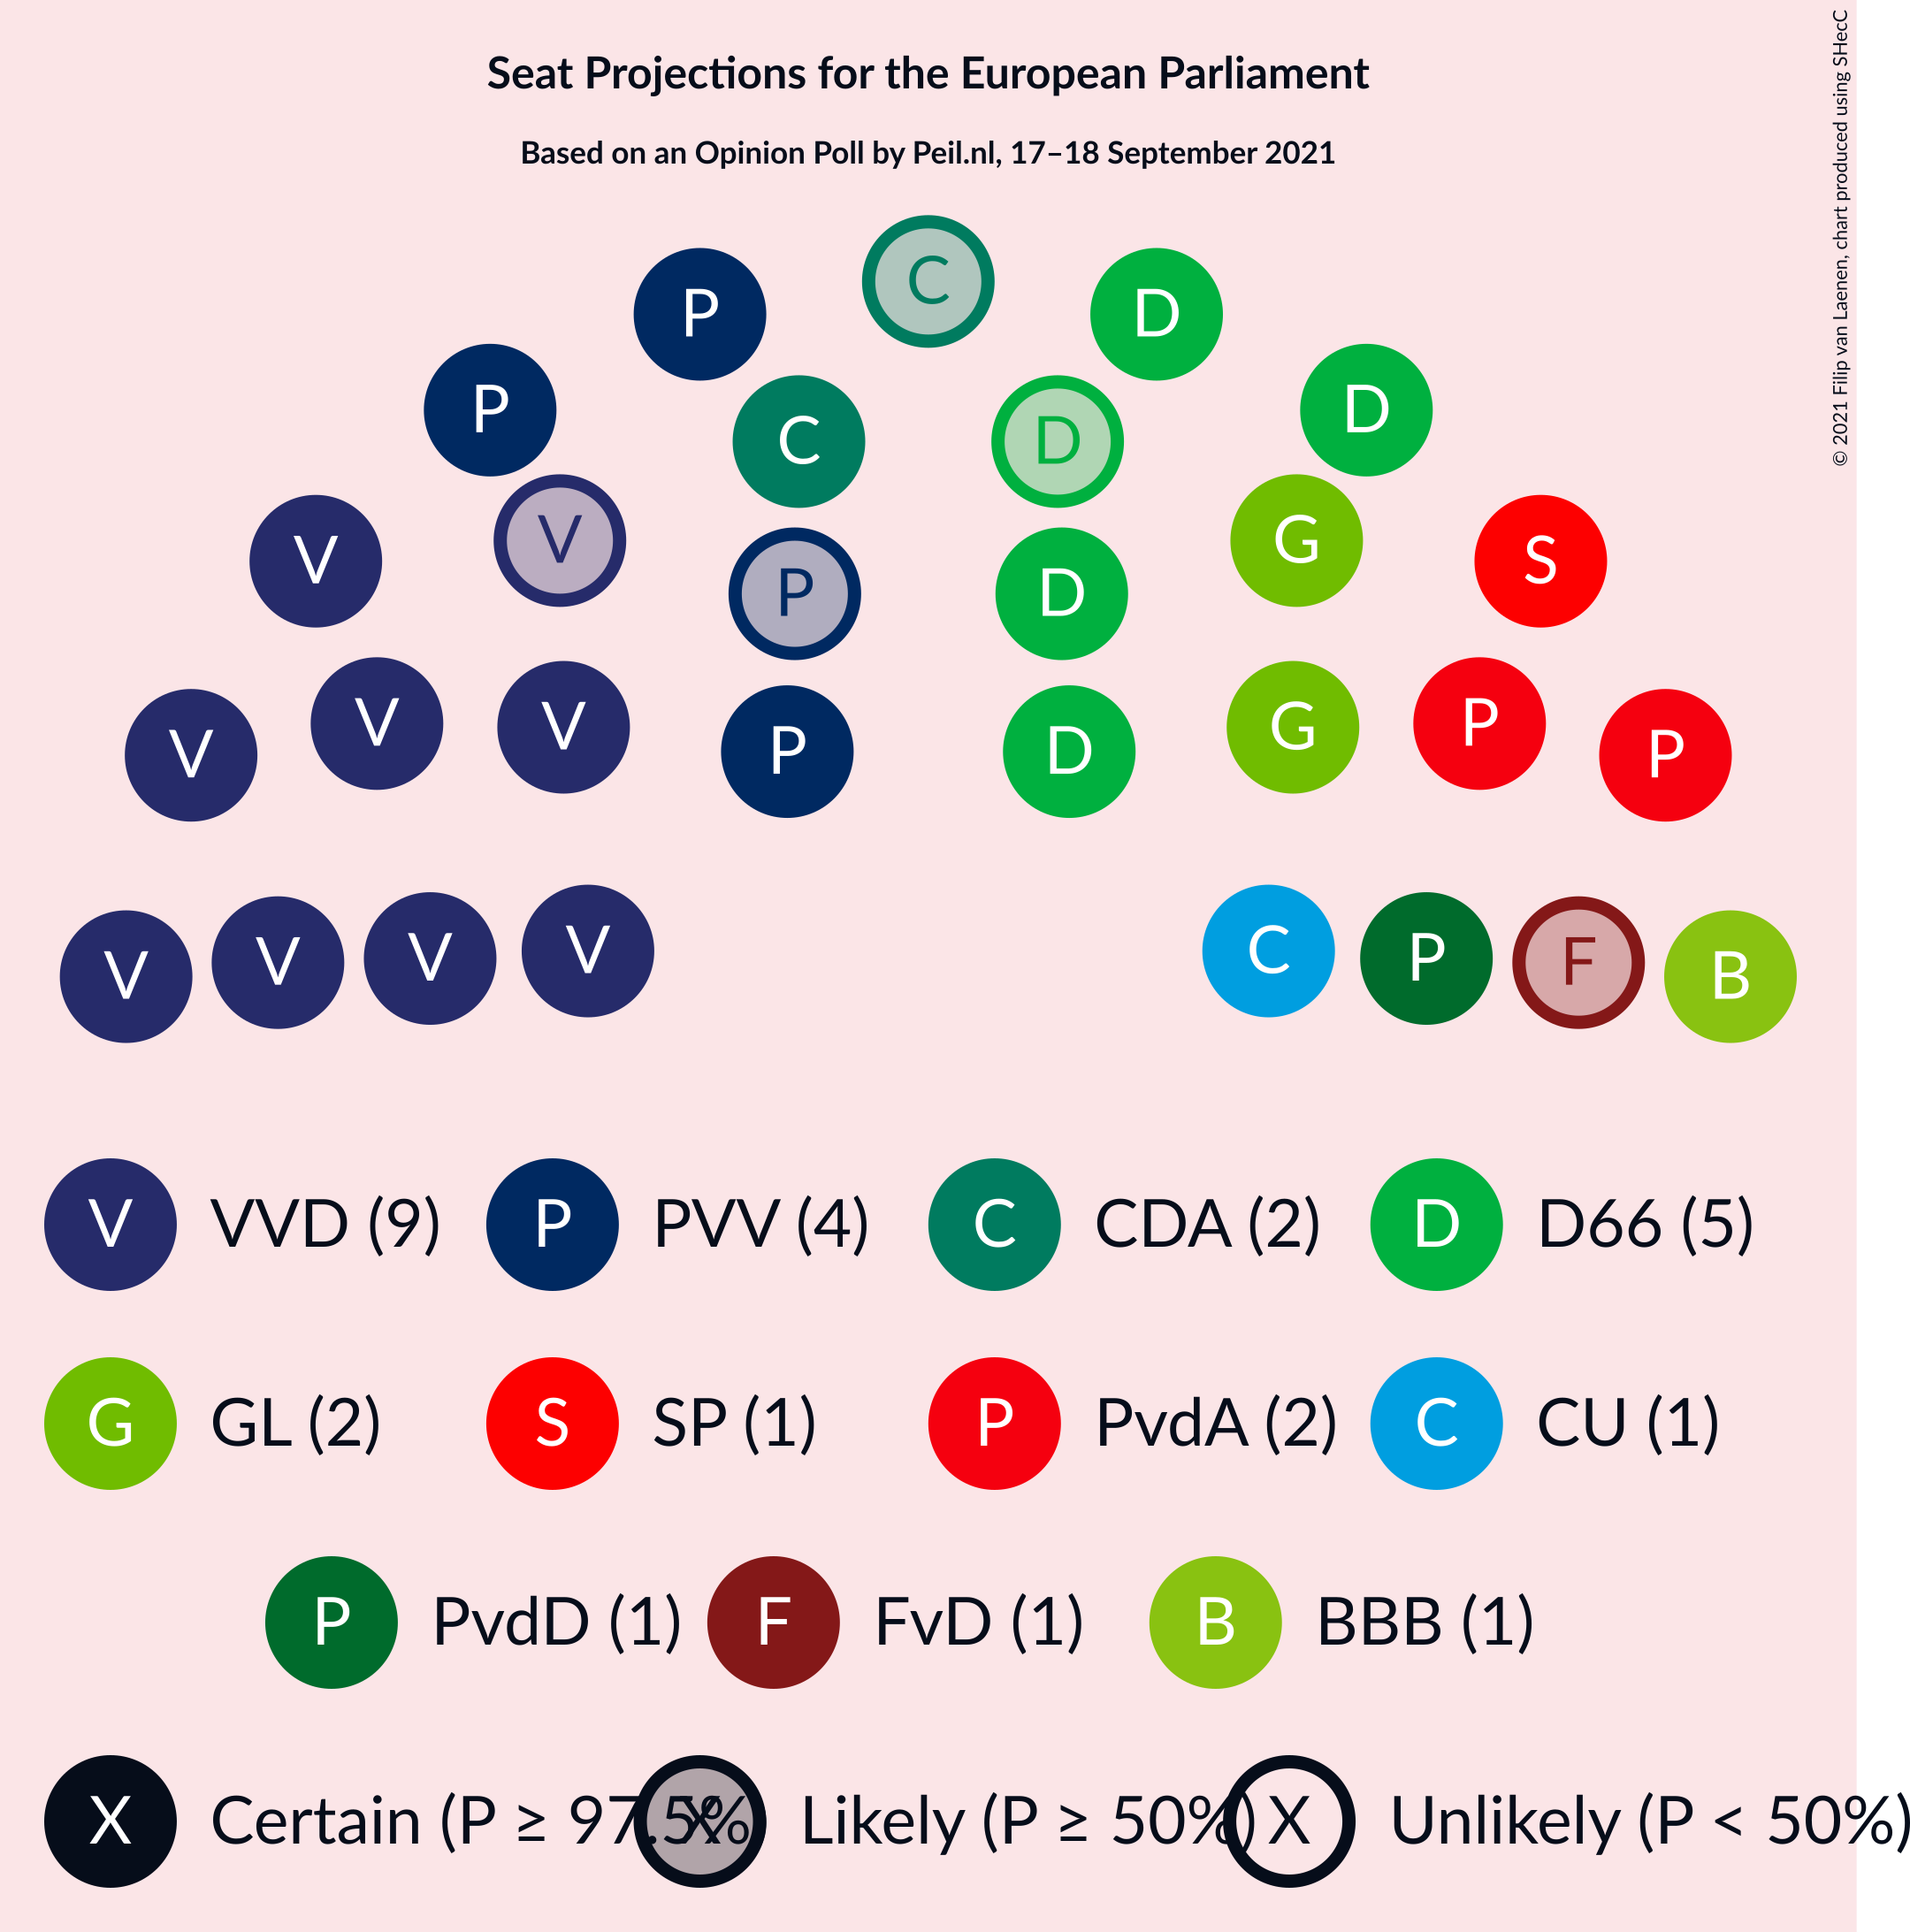 Seat Projections for the European Parliament
Based on an Opinion Poll by Peil.nl, 17–18 September 2021
© 2021 Filip van Laenen, chart produced using SHecC
C
P D
P D
C D
V G
V S
P D
V V G P
P D
V P
C
V V V P F
V B
V VVD (9) P PVV (4) C CDA (2) D D66 (5)
G GL (2) S SP (1) P PvdA (2) C CU (1)
P PvdD (1) F FvD (1) B BBB (1)
X Certain (P ≥ 97.5% X Likely (P ≥ 50%) X Unlikely (P < 50%)